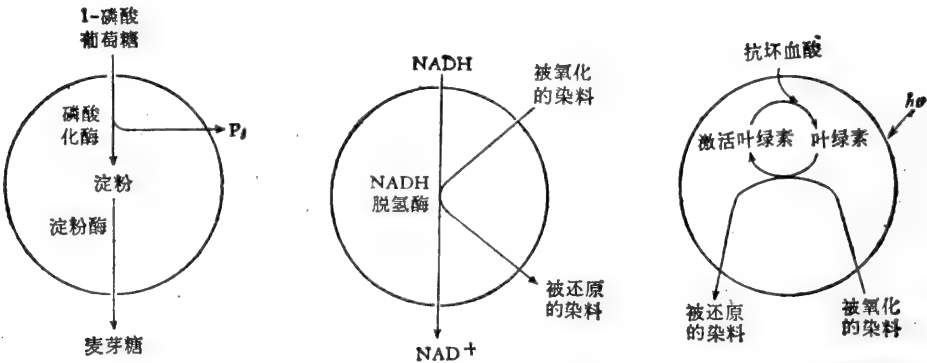 1-磷酸
葡萄糖
磷酸
化酶
Pi
淀粉
淀粉酶
麦芽糖
NADH
被氧化
的染料
NADH
脱氢酶
被还原
的染料
NAD+
抗坏血酸
hν
激活叶绿素
叶绿素
被还原
的染料
被氧化
的染料